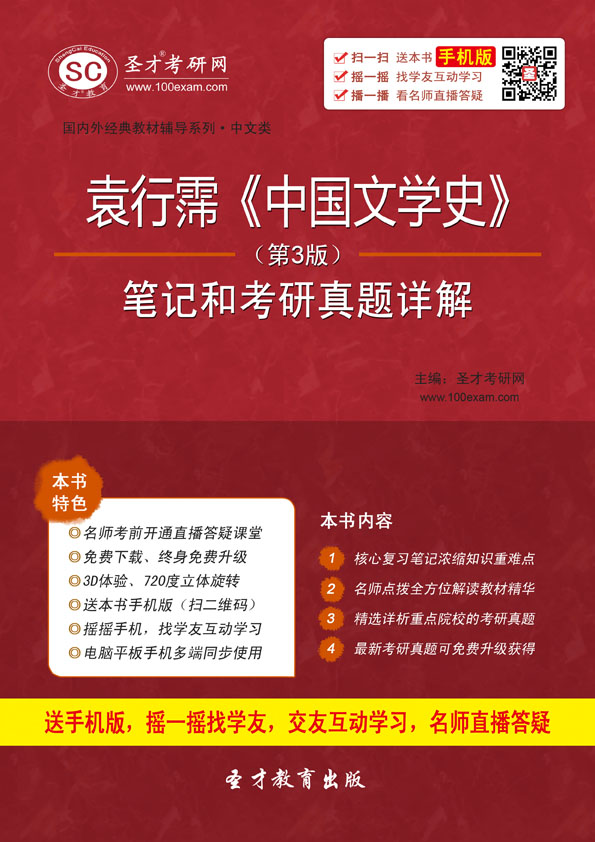 ShengCai Education
SC
圣才®教育
圣才®考研网
www.100exam.com
扫一扫 送本书 手机版
摇一摇 找学友互动学习
播一播 看名师直播答疑
圣才
国内外经典教材辅导系列·中文类
袁行霈《中国文学史》
（第3版）
笔记和考研真题详解
主编：圣才考研网
www.100exam.com
本书
特色
◎名师考前开通直播答疑课堂
◎免费下载、终身免费升级
◎3D体验、720度立体旋转
◎送本书手机版（扫二维码）
◎摇摇手机，找学友互动学习
◎电脑平板手机多端同步使用
本书内容
1 核心复习笔记浓缩知识重难点
2 名师点拨全方位解读教材精华
3 精选详析重点院校的考研真题
4 最新考研真题可免费升级获得
送手机版，摇一摇找学友，交友互动学习，名师直播答疑
圣才教育出版